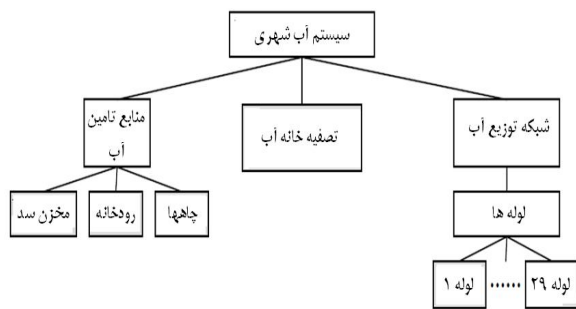 سیستم آب شهری
شبکه توزیع آب
تصفیه خانه آب
منابع تامین
آب
لوله ها
چاهها
رودخانه
مخزن سد
لوله ۲۹
......
لوله ۱